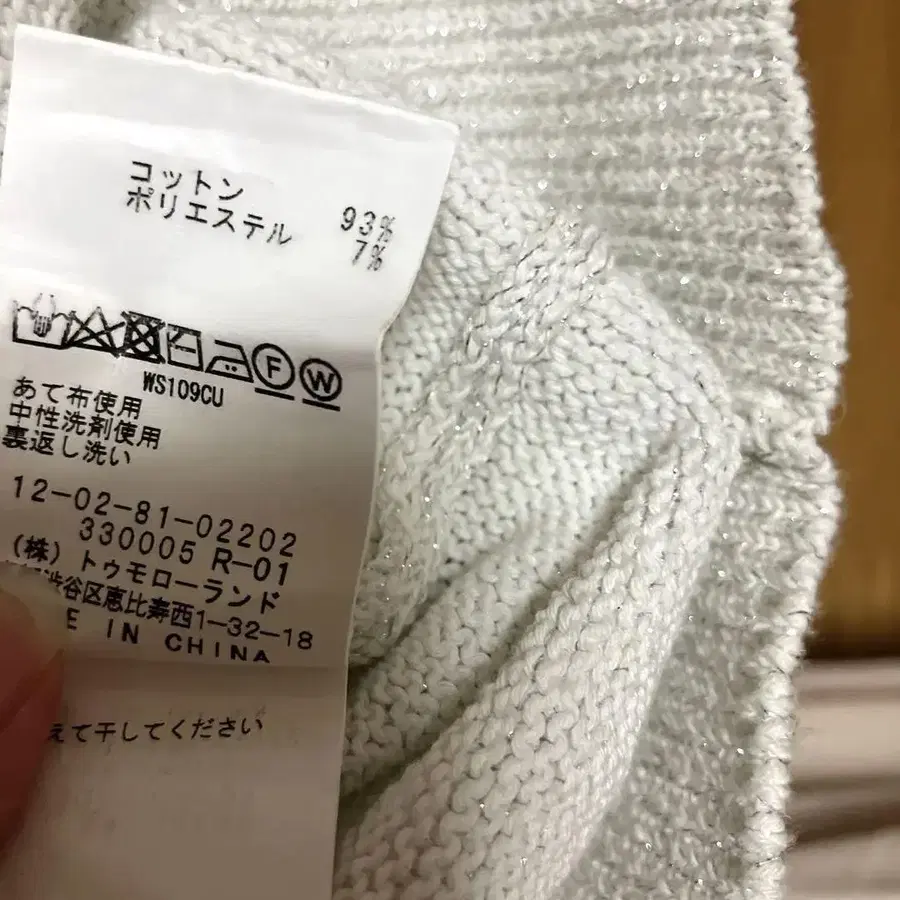 コットン 93%
ポリエステル 7%
F W
WS109CU
あて布使用
中性洗剤使用
裏返し洗い
12-02-81-02202
330005 R-01
(株)トゥモローランド
渋谷区恵比寿西1-32-18
E IN CHINA
えて干してください